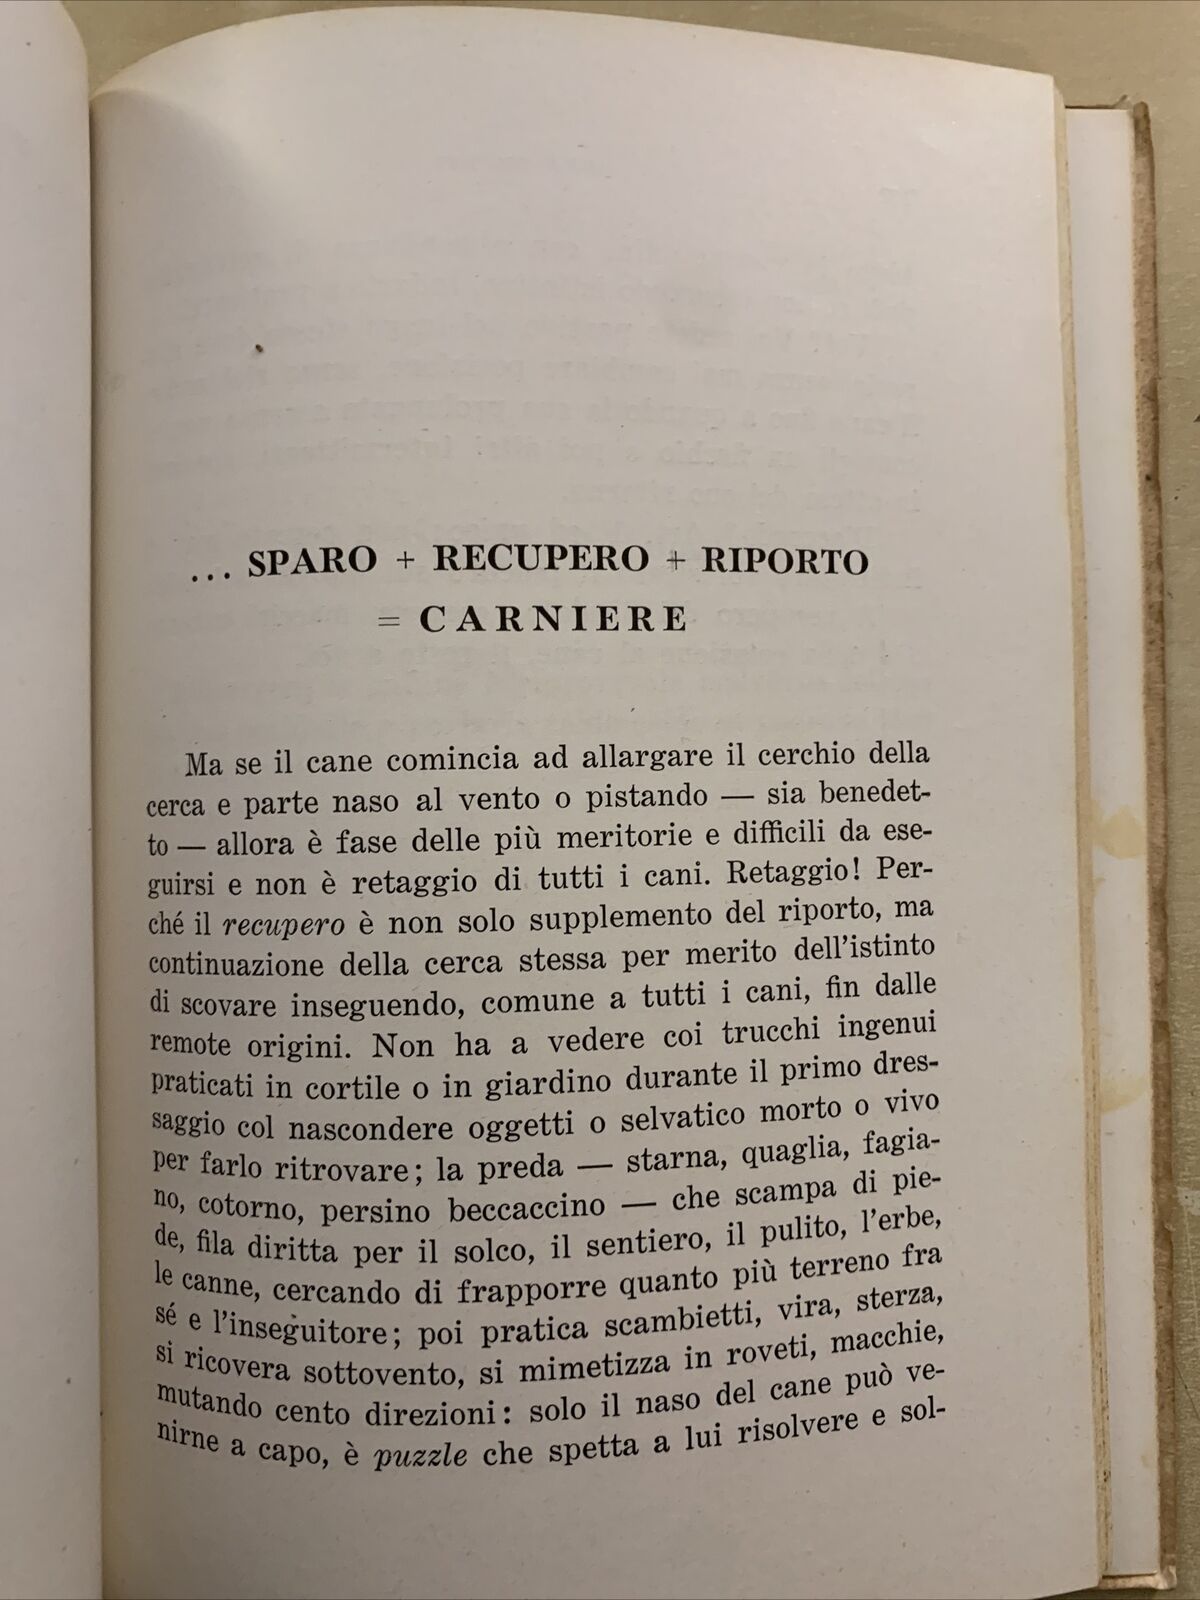 ... SPARO + RECUPERO + RIPORTO
= CARNIERE
Ma se il cane comincia ad allargare il cerchio della
cerca e parte naso al vento o pistando — sia benedet-
to — allora è fase delle più meritorie e difficili da ese-
guirsi e non è retaggio di tutti i cani. Retaggio! Per-
ché il recupero è non solo supplemento del riporto, ma
continuazione della cerca stessa per merito dell'istinto
di scovare inseguendo, comune a tutti i cani, fin dalle
remote origini. Non ha a vedere coi trucchi ingenui
praticati in cortile o in giardino durante il primo dres-
saggio col nascondere oggetti o selvatico morto o vivo
per farlo ritrovare; la preda — starna, quaglia, fagia-
no, cotorno, persino beccaccino — che scampa di pie-
de, fila diritta per il solco, il sentiero, il pulito, l'erbe,
le canne, cercando di frapporre quanto più terreno fra
sé e l'inseguitore; poi pratica scambietti, vira, sterza,
si ricovera sottovento, si mimetizza in roveti, macchie,
mutando cento direzioni: solo il naso del cane può ve-
nirne a capo, è puzzle che spetta a lui risolvere e sol-